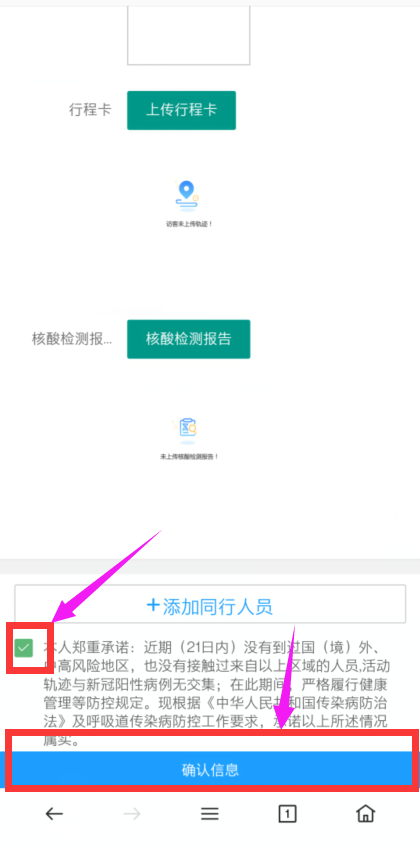 行程卡 上传行程卡
访客未上传轨迹！
核酸检测报... 核酸检测报告
未上传核酸检测报告！
+添加同行人员
本人郑重承诺：近期（21日内）没有到过国（境）外、
中高风险地区，也没有接触过来自以上区域的人员,活动
轨迹与新冠阳性病例无交集；在此期间，严格履行健康
管理等防控规定。现根据《中华人民共和国传染病防治
法》及呼吸道传染病防控工作要求，承诺以上所述情况
属实。
确认信息
1